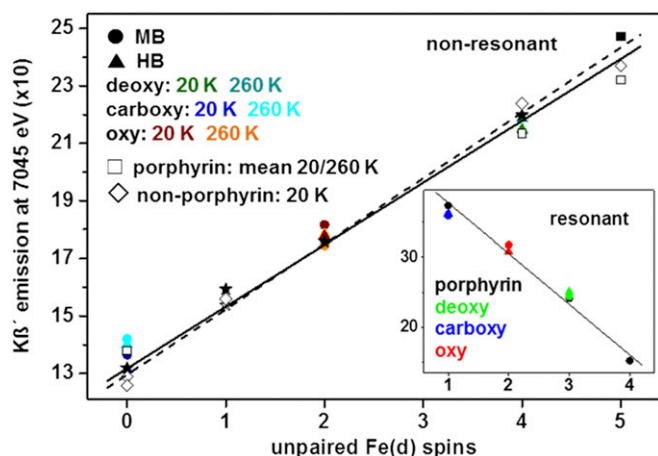 Kß´ emission at 7045 eV (x10)
25
23
21
19
17
15
13
MB
HB
deoxy: 20 K 260 K
carboxy: 20 K 260 K
oxy: 20 K 260 K
porphyrin: mean 20/260 K
non-porphyrin: 20 K
non-resonant
resonant
30
20
porphyrin
deoxy
carboxy
oxy
1 2 3 4
0 1 2 3 4 5
unpaired Fe(d) spins